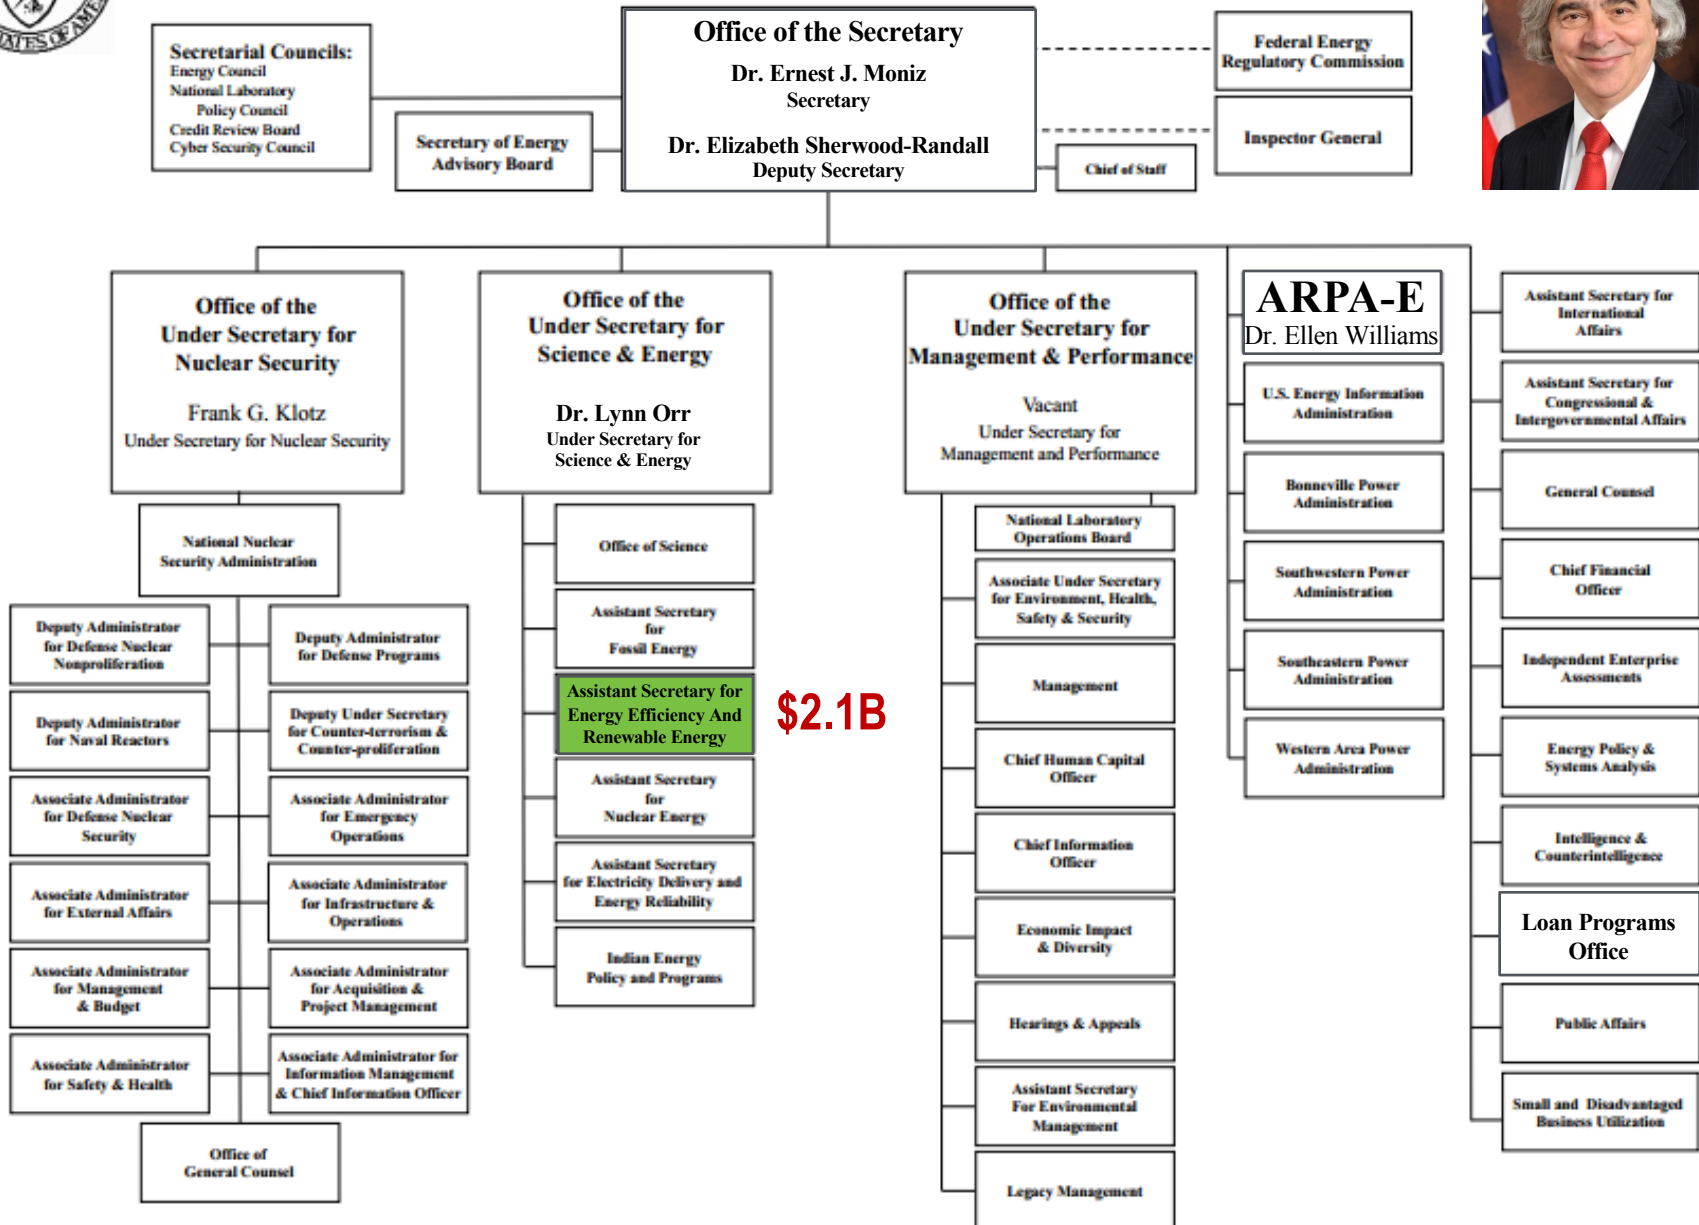 TATES OF AM
Secretarial Councils:
Energy Council
National Laboratory
Policy Council
Credit Review Board
Cyber Security Council
Secretary of Energy
Advisory Board
Office of the Secretary
Dr. Ernest J. Moniz
Secretary
Dr. Elizabeth Sherwood-Randall
Deputy Secretary
Federal Energy
Regulatory Commission
Inspector General
Chief of Staff
Office of the
Under Secretary for
Nuclear Security
Frank G. Klotz
Under Secretary for Nuclear Security
National Nuclear
Security Administration
Deputy Administrator
for Defense Nuclear
Nonproliferation
Deputy Administrator
for Defense Programs
Deputy Administrator
for Naval Reactors
Deputy Under Secretary
for Counter-terrorism &
Counter-proliferation
Associate Administrator
for Defense Nuclear
Security
Associate Administrator
for Emergency
Operations
Associate Administrator
for External Affairs
Associate Administrator
for Infrastructure &
Operations
Associate Administrator
for Management
& Budget
Associate Administrator
for Acquisition &
Project Management
Associate Administrator
for Safety & Health
Associate Administrator for
Information Management
& Chief Information Officer
Office of
General Counsel
Office of the
Under Secretary for
Science & Energy
Dr. Lynn Orr
Under Secretary for
Science & Energy
Office of Science
Assistant Secretary
for
Fossil Energy
Assistant Secretary for
Energy Efficiency And
Renewable Energy
$2.1B
Assistant Secretary
for
Nuclear Energy
Assistant Secretary
for Electricity Delivery and
Energy Reliability
Indian Energy
Policy and Programs
Office of the
Under Secretary for
Management & Performance
Vacant
Under Secretary for
Management and Performance
National Laboratory
Operations Board
Associate Under Secretary
for Environment, Health,
Safety & Security
Management
Chief Human Capital
Officer
Chief Information
Officer
Economic Impact
& Diversity
Hearings & Appeals
Assistant Secretary
For Environmental
Management
Legacy Management
ARPA-E
Dr. Ellen Williams
U.S. Energy Information
Administration
Bonneville Power
Administration
Southwestern Power
Administration
Southeastern Power
Administration
Western Area Power
Administration
Assistant Secretary for
International
Affairs
Assistant Secretary for
Congressional &
Intergovernmental Affairs
General Counsel
Chief Financial
Officer
Independent Enterprise
Assessments
Energy Policy &
Systems Analysis
Intelligence &
Counterintelligence
Loan Programs
Office
Public Affairs
Small and Disadvantaged
Business Utilization